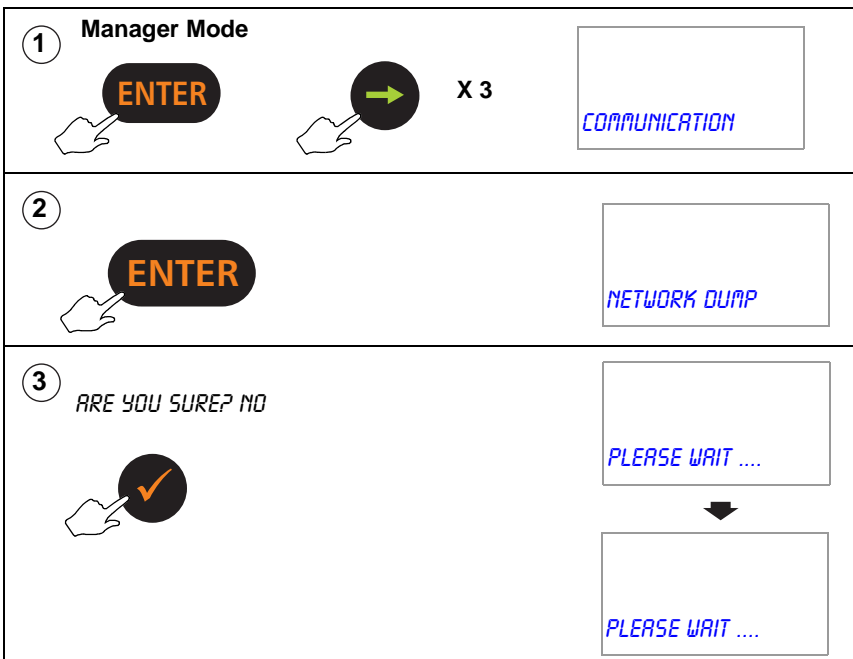 1
Manager Mode
ENTER
X 3
COMMUNICATION
2
ENTER
NETWORK DUMP
3
ARE YOU SURE? NO
PLEASE WAIT ....
PLEASE WAIT ....